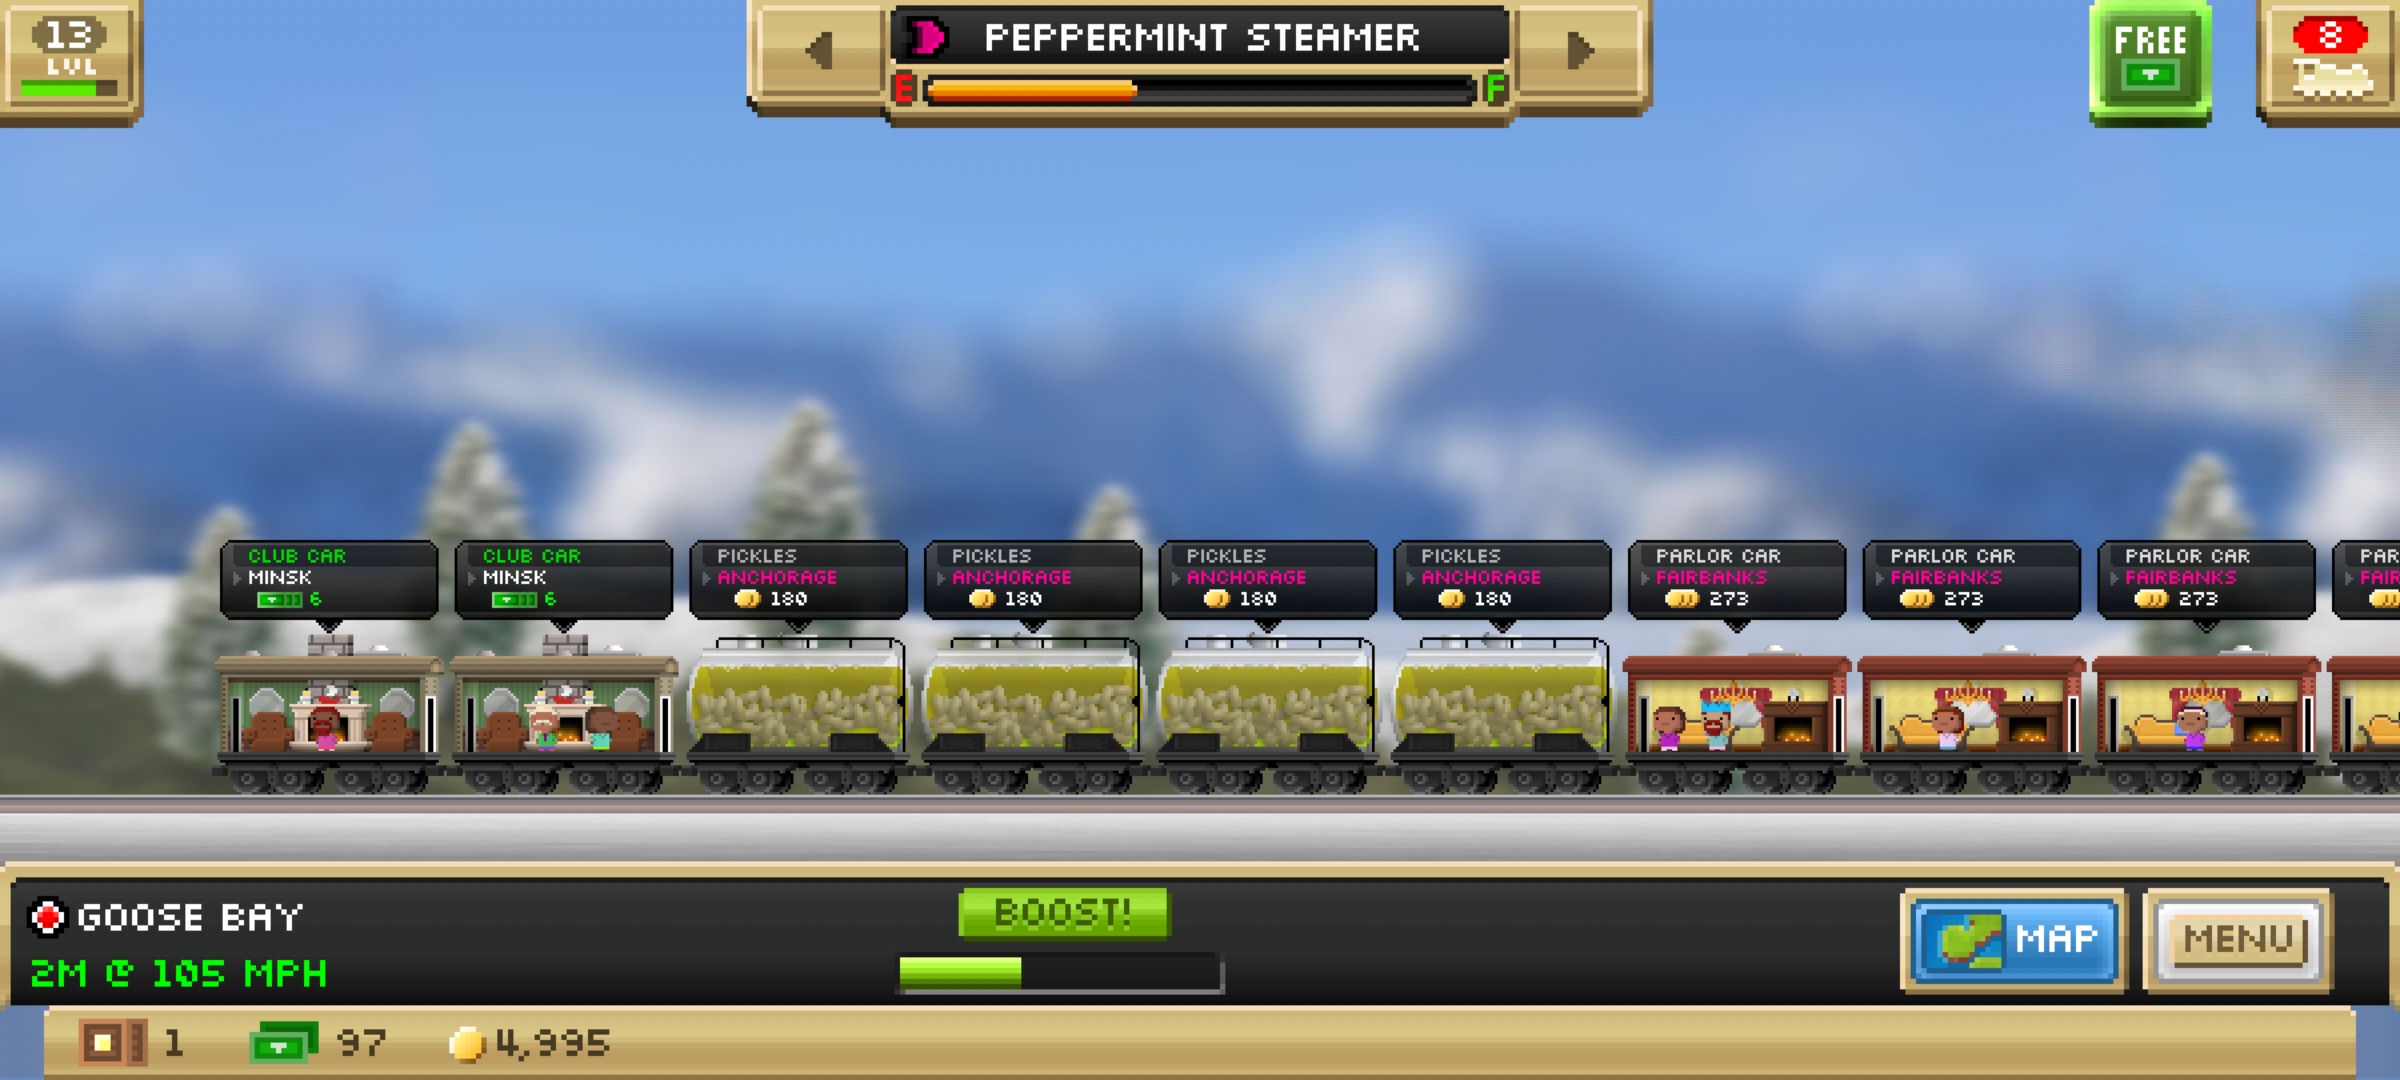 13
LVL
PEPPERMINT STEAMER
E
F
FREE
8
CLUB CAR
MINSK
6
CLUB CAR
MINSK
6
PICKLES
ANCHORAGE
180
PICKLES
ANCHORAGE
180
PICKLES
ANCHORAGE
180
PICKLES
ANCHORAGE
180
PARLOR CAR
FAIRBANKS
273
PARLOR CAR
FAIRBANKS
273
PARLOR CAR
FAIRBANKS
273
PAR
FAIR
GOOSE BAY
2M @ 105 MPH
BOOST!
MAP
MENU
1
97
4,995